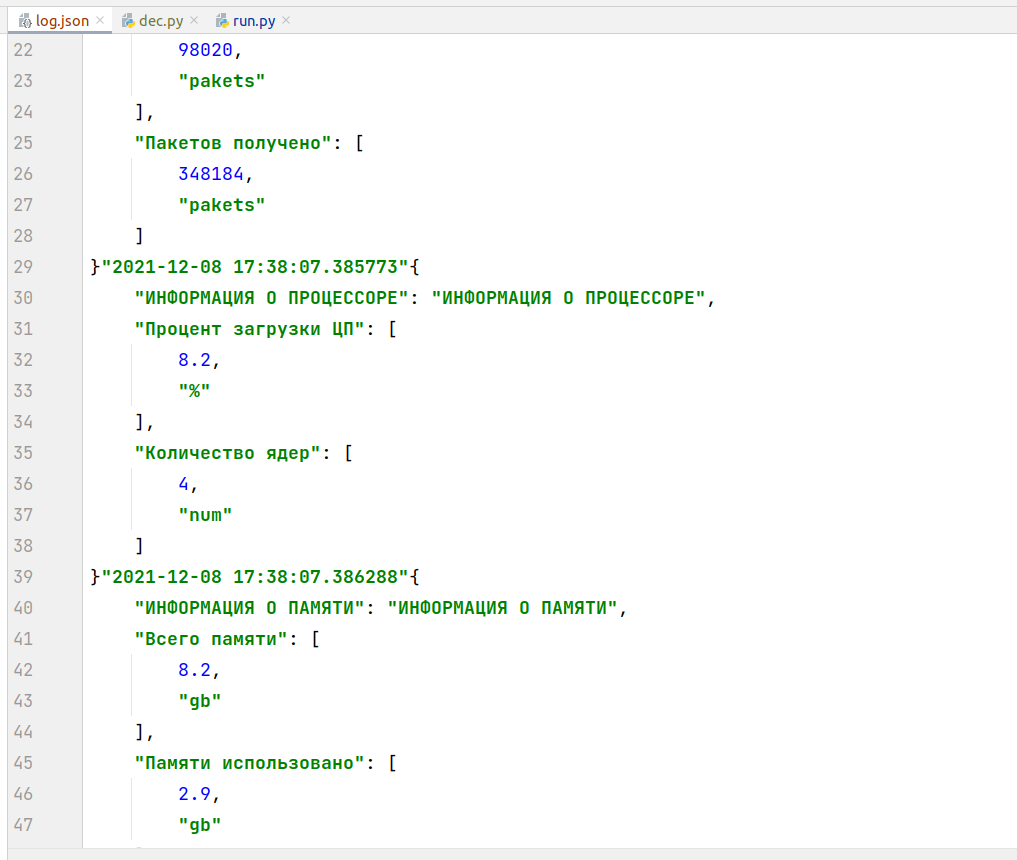 log.json dec.py run.py
22 98020,
23 "pakets"
24 ],
25 "Пакетов получено": [
26 348184,
27 "pakets"
28 ]
29 }"2021-12-08 17:38:07.385773"{
30 "ИНФОРМАЦИЯ О ПРОЦЕССОРЕ": "ИНФОРМАЦИЯ О ПРОЦЕССОРЕ",
31 "Процент загрузки ЦП": [
32 8.2,
33 "%"
34 ],
35 "Количество ядер": [
36 4,
37 "num"
38 ]
39 }"2021-12-08 17:38:07.386288"{
40 "ИНФОРМАЦИЯ О ПАМЯТИ": "ИНФОРМАЦИЯ О ПАМЯТИ",
41 "Всего памяти": [
42 8.2,
43 "gb"
44 ],
45 "Памяти использовано": [
46 2.9,
47 "gb"